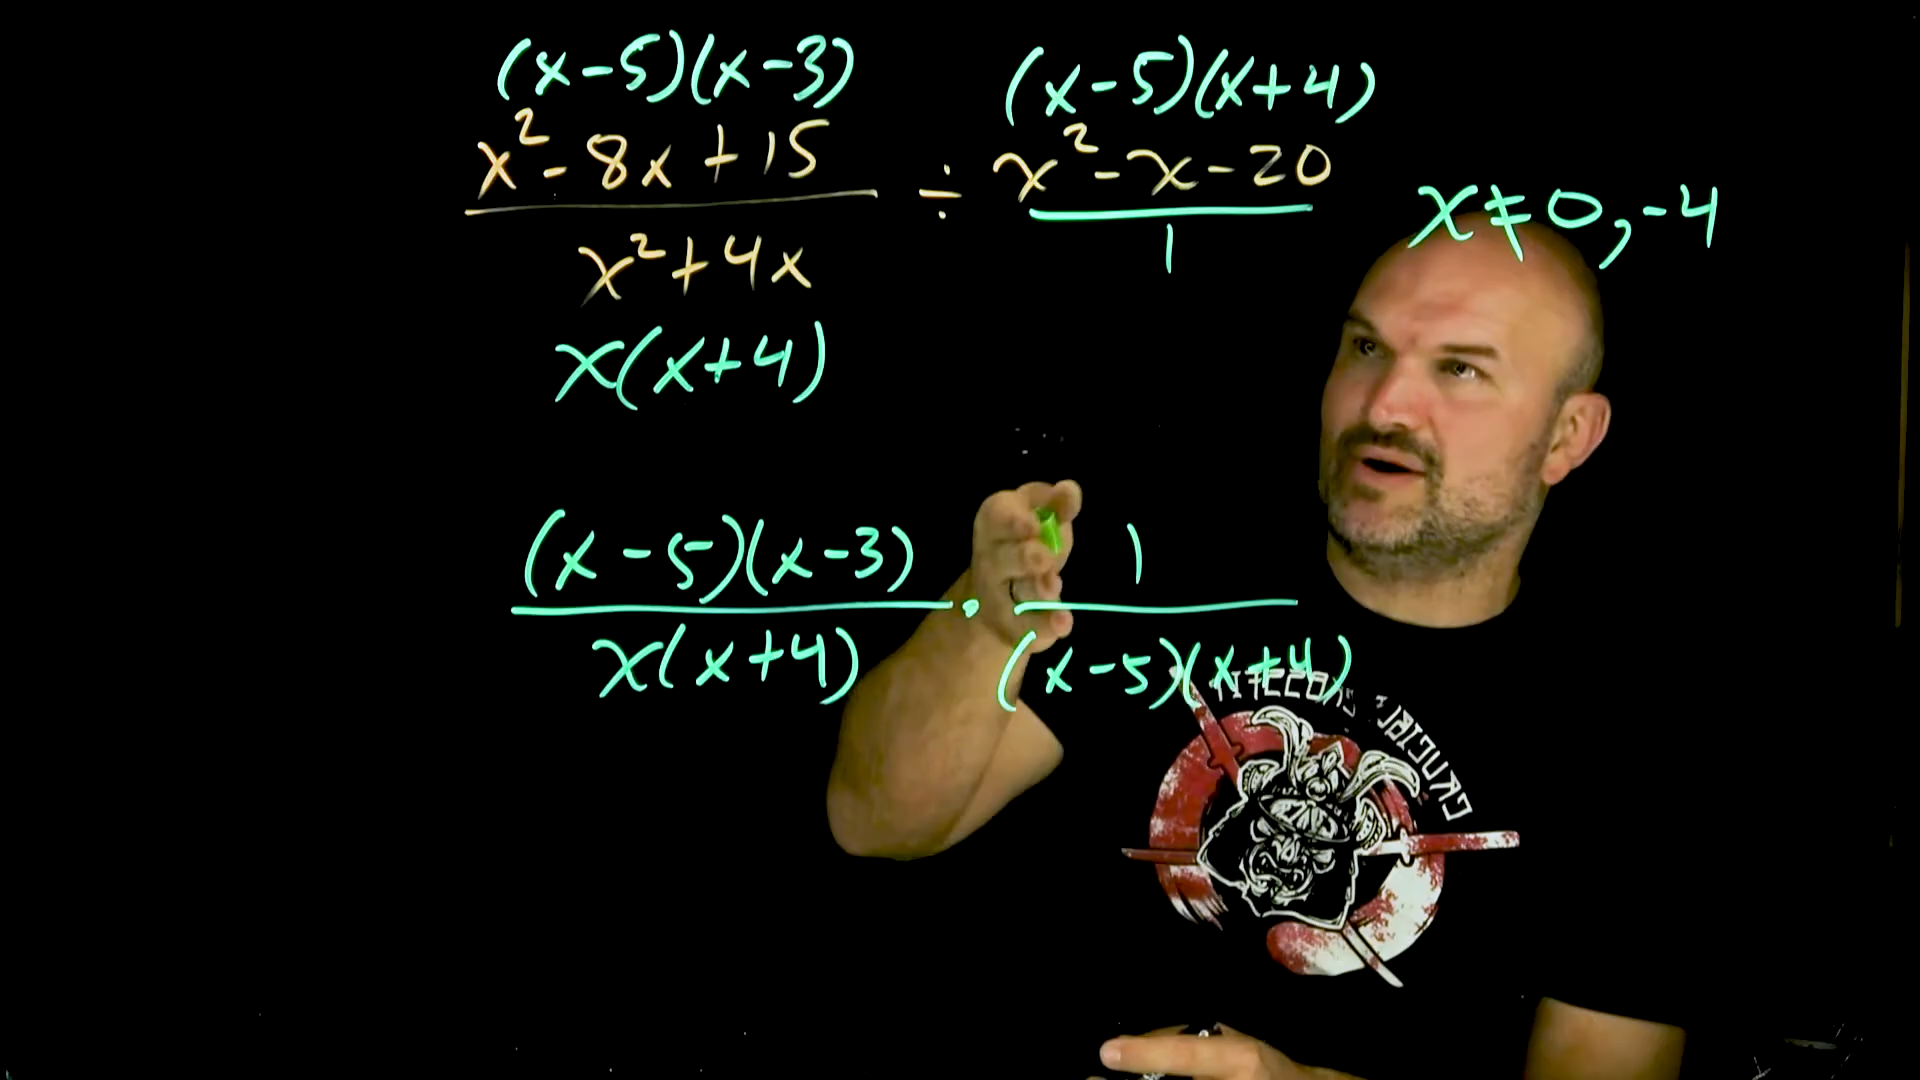 (x-5)(x-3) (x-5)(x+4)
x²-8x+15 ÷ x²-x-20 x≠0,-4
x²+4x 1
x(x+4)
(x-5)(x-3) · 1
x(x+4) (x-5)(x+4)